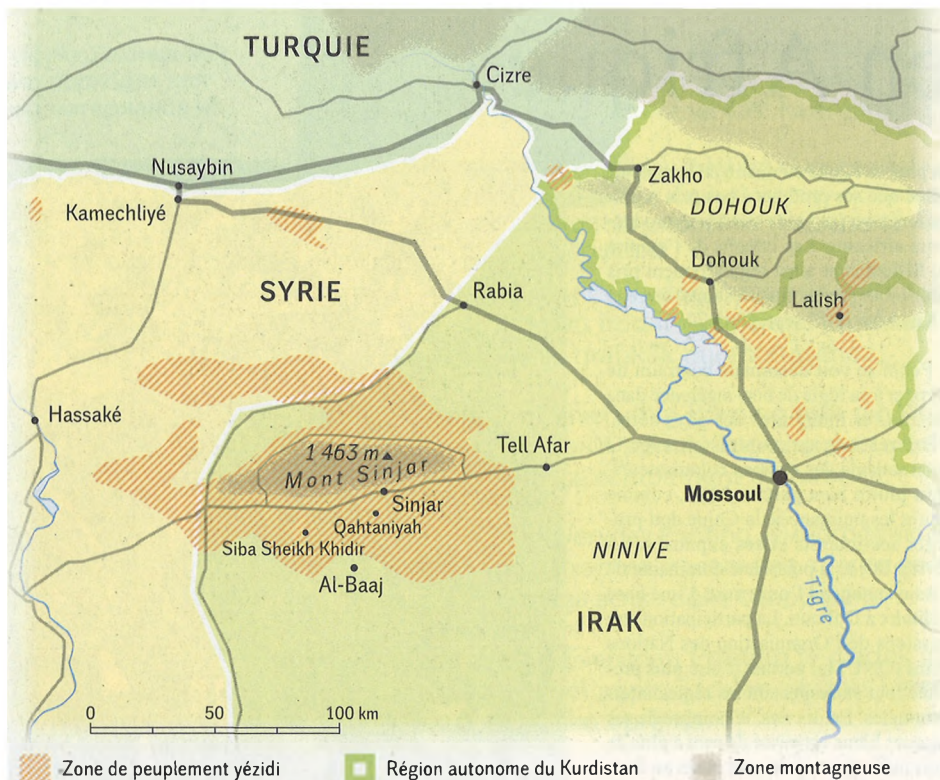 TURQUIE
Cizre
Nusaybin
Zakho
Kamechliyé
DOHOUK
Dohouk
SYRIE
Rabia
Lalish
Hassaké
Tell Afar
1 463 m
Mont Sinjar
Mossoul
Sinjar
Qahtaniyah
Siba Sheikh Khidir
NINIVE
Al-Baaj
Tigre
IRAK
0 50 100 km
Zone de peuplement yézidi Région autonome du Kurdistan Zone montagneuse